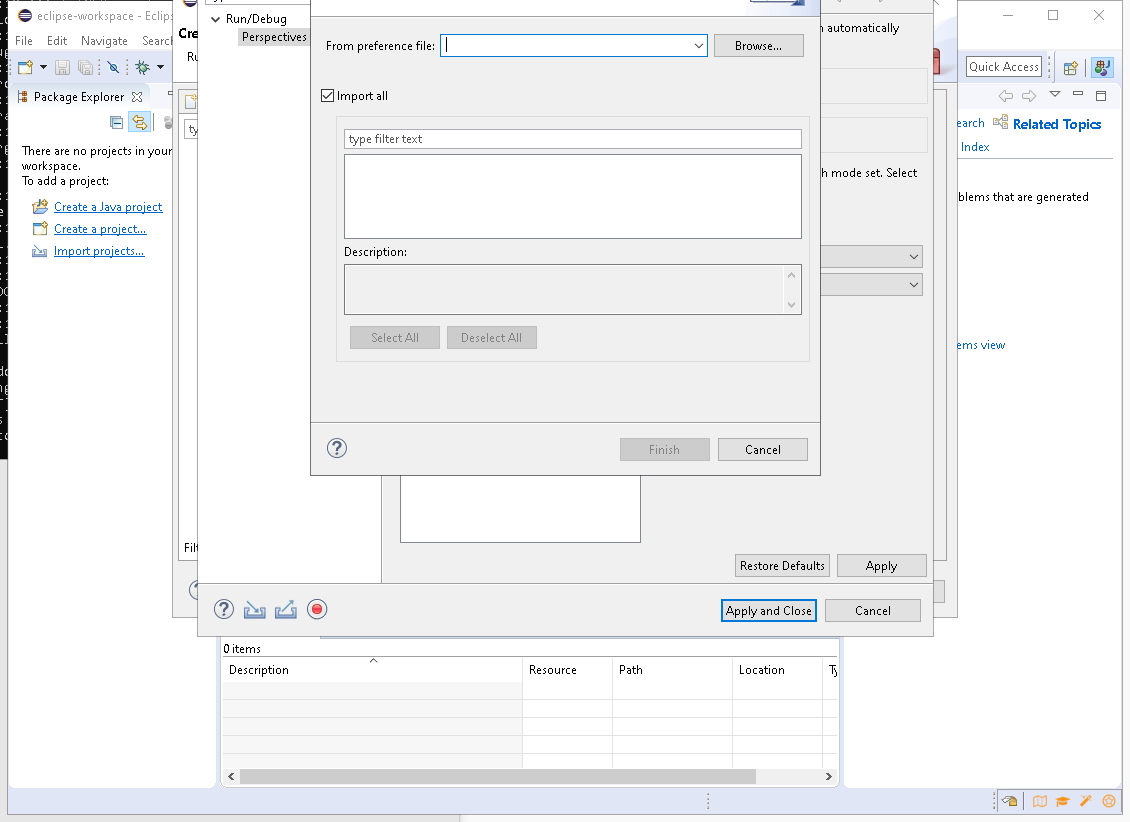 eclipse-workspace - Eclips
File Edit Navigate Search
Quick Access
Package Explorer
There are no projects in your
workspace.
To add a project:
Create a Java project
Create a project...
Import projects...
Cre
Ru
ty
Filt
Run/Debug
Perspectives
From preference file:
Browse...
Import all
type filter text
Description:
Select All
Deselect All
Finish
Cancel
automatically
h mode set. Select
Restore Defaults
Apply
Apply and Close
Cancel
earch
Related Topics
Index
blems that are generated
ems view
0 items
Description Resource Path Location Ty